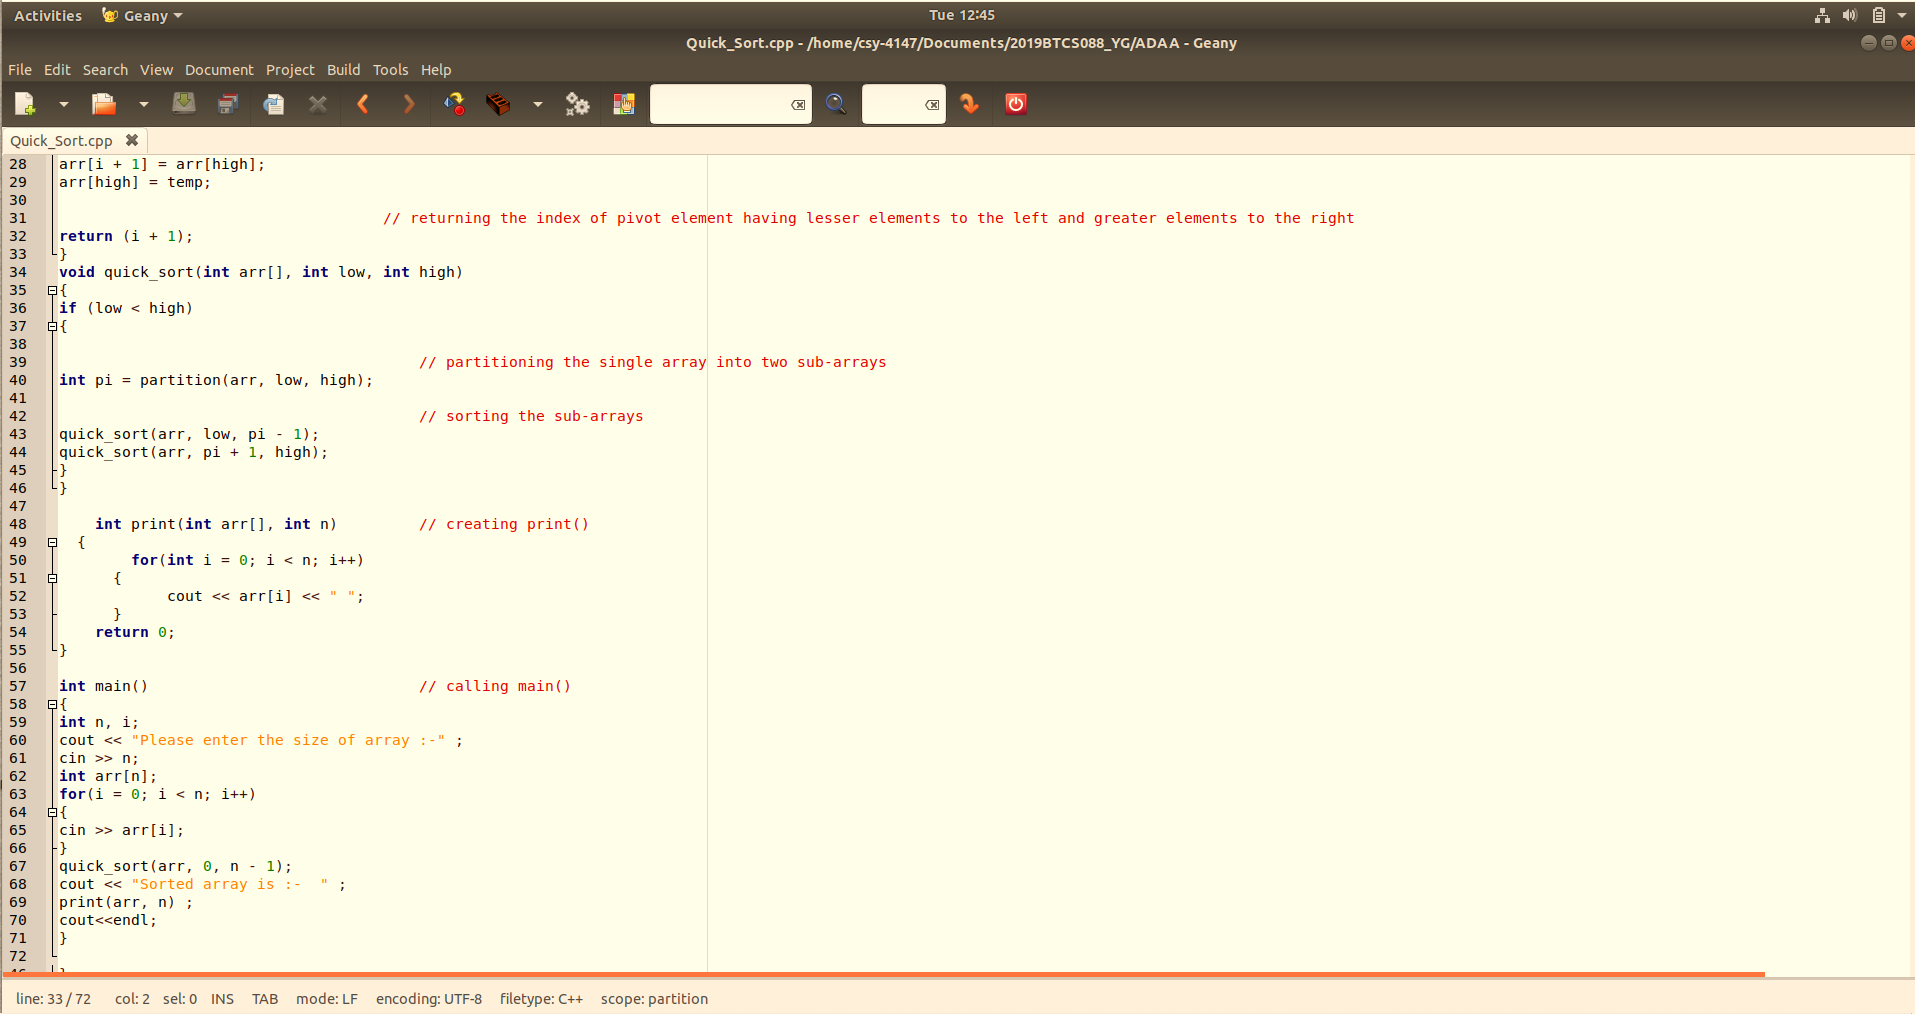 Activities Geany Tue 12:45
Quick_Sort.cpp - /home/csy-4147/Documents/2019BTCS088_YG/ADAA - Geany
File Edit Search View Document Project Build Tools Help
Quick_Sort.cpp
28 arr[i + 1] = arr[high];
29 arr[high] = temp;
30
31 // returning the index of pivot element having lesser elements to the left and greater elements to the right
32 return (i + 1);
33 }
34 void quick_sort(int arr[], int low, int high)
35 {
36 if (low < high)
37 {
38
39 // partitioning the single array into two sub-arrays
40 int pi = partition(arr, low, high);
41
42 // sorting the sub-arrays
43 quick_sort(arr, low, pi - 1);
44 quick_sort(arr, pi + 1, high);
45 }
46 }
47
48 int print(int arr[], int n) // creating print()
49 {
50 for(int i = 0; i < n; i++)
51 {
52 cout << arr[i] << " ";
53 }
54 return 0;
55 }
56
57 int main() // calling main()
58 {
59 int n, i;
60 cout << "Please enter the size of array :-" ;
61 cin >> n;
62 int arr[n];
63 for(i = 0; i < n; i++)
64 {
65 cin >> arr[i];
66 }
67 quick_sort(arr, 0, n - 1);
68 cout << "Sorted array is :-  " ;
69 print(arr, n) ;
70 cout<<endl;
71 }
72
line: 33 / 72 col: 2 sel: 0 INS TAB mode: LF encoding: UTF-8 filetype: C++ scope: partition